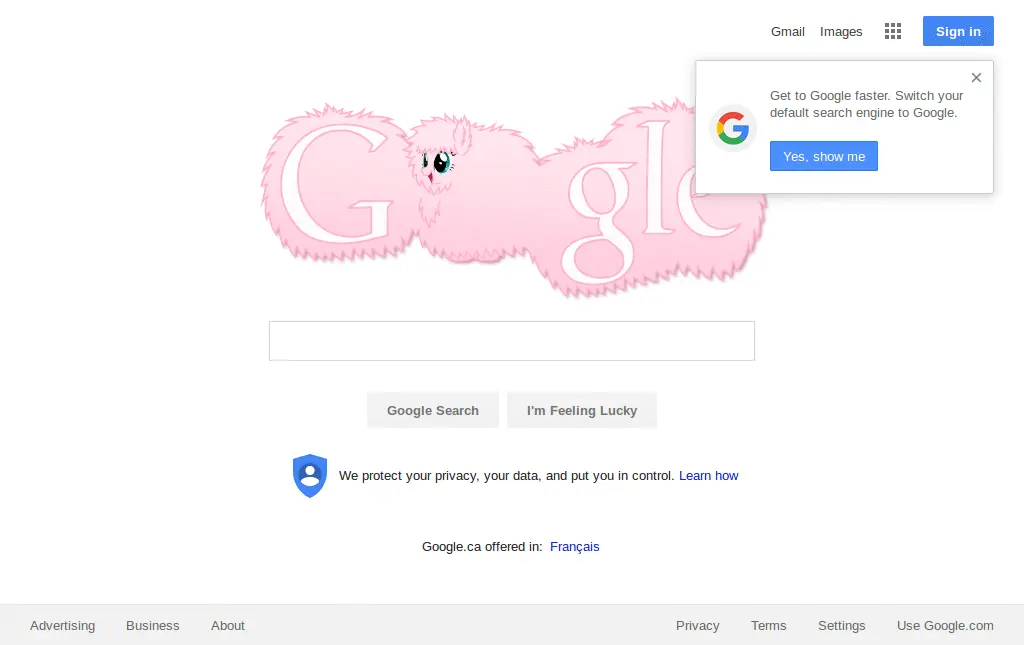 Gmail Images Sign in
Get to Google faster. Switch your
default search engine to Google.
Yes, show me
G gle
Google Search I'm Feeling Lucky
We protect your privacy, your data, and put you in control. Learn how
Google.ca offered in: Français
Advertising Business About Privacy Terms Settings Use Google.com